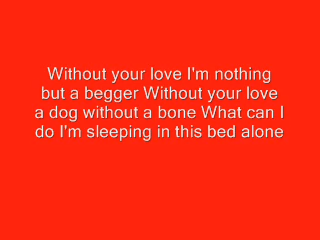 Without your love I'm nothing
but a begger Without your love
a dog without a bone What can I
do I'm sleeping in this bed alone